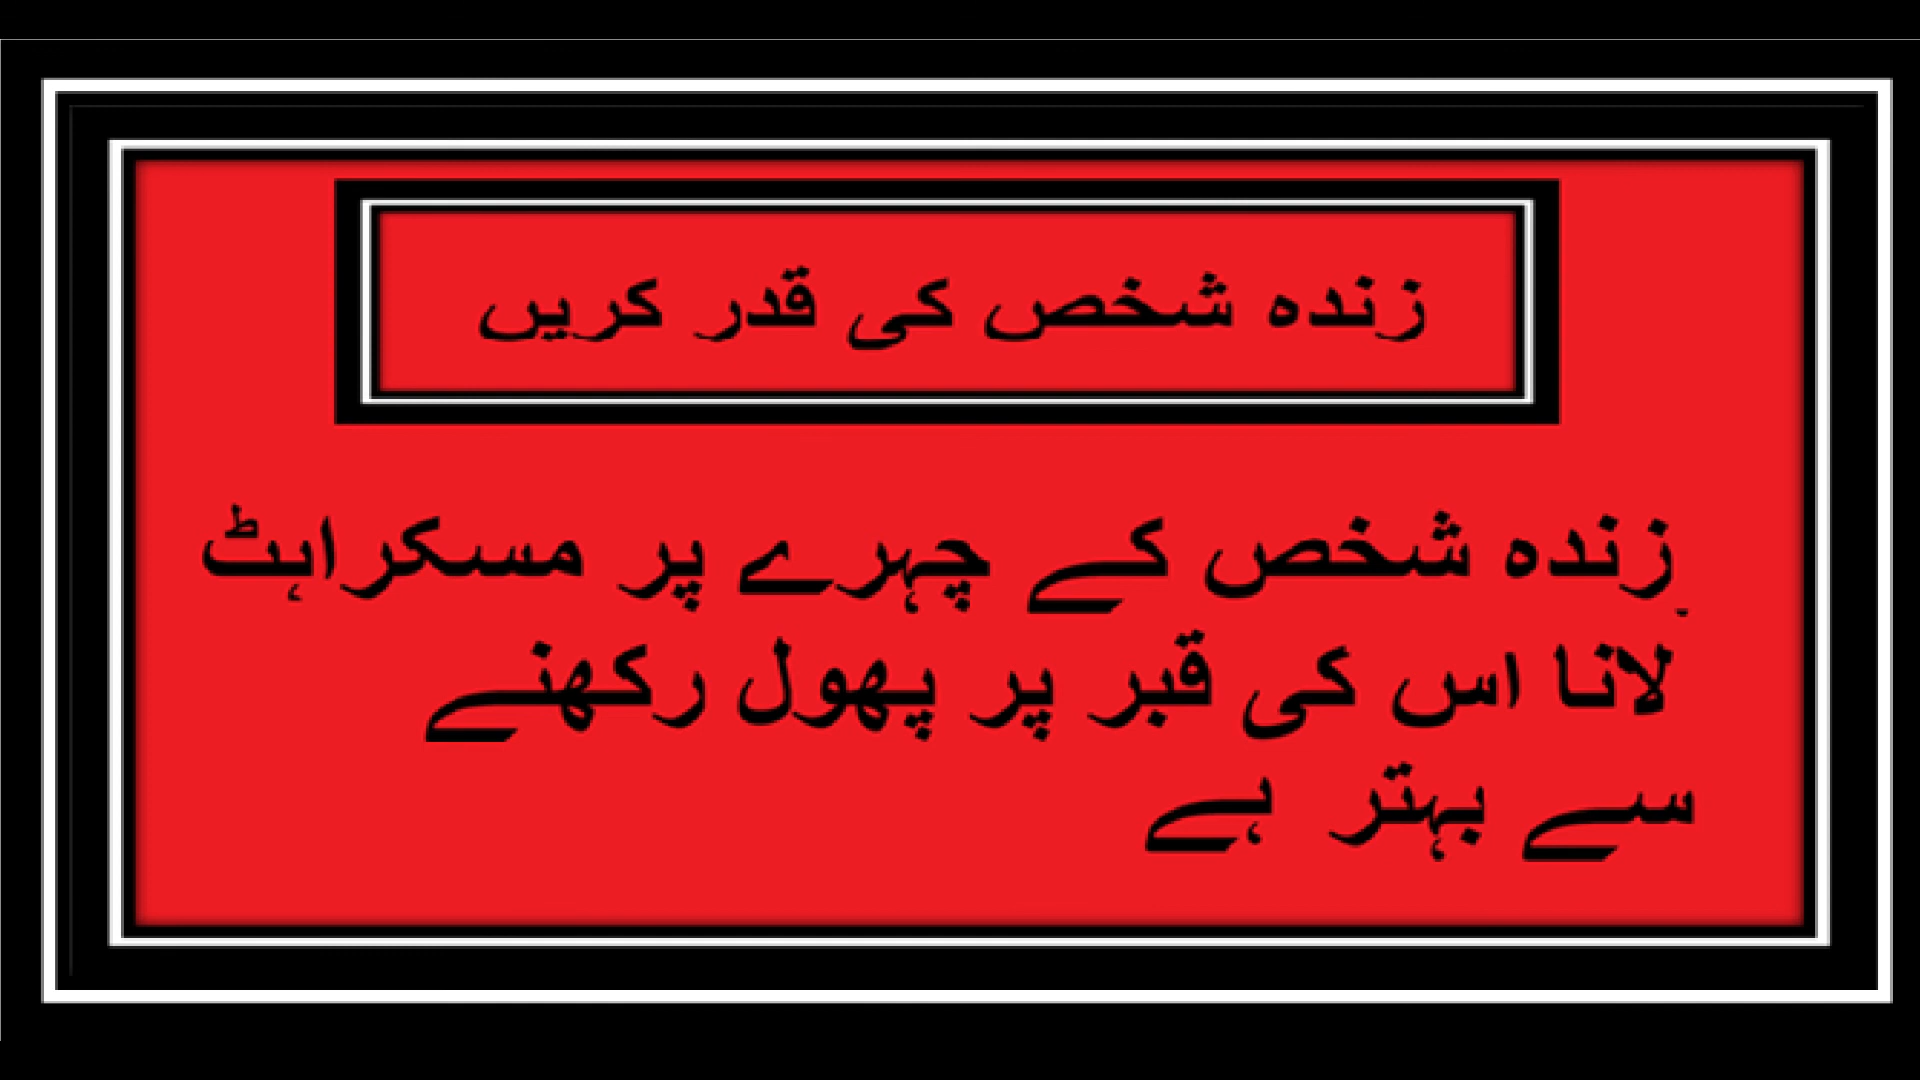 زندہ شخص کی قدر کریں
زندہ شخص کے چہرے پر مسکراہٹ
لانا اس کی قبر پر پھول رکھنے
سے بہتر ہے